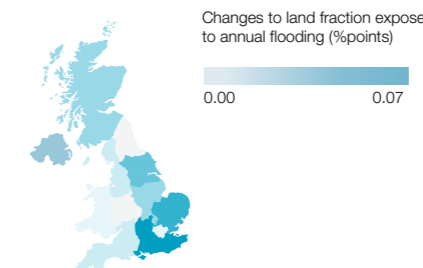 Changes to land fraction expose
to annual flooding (%points)
0.00 0.07